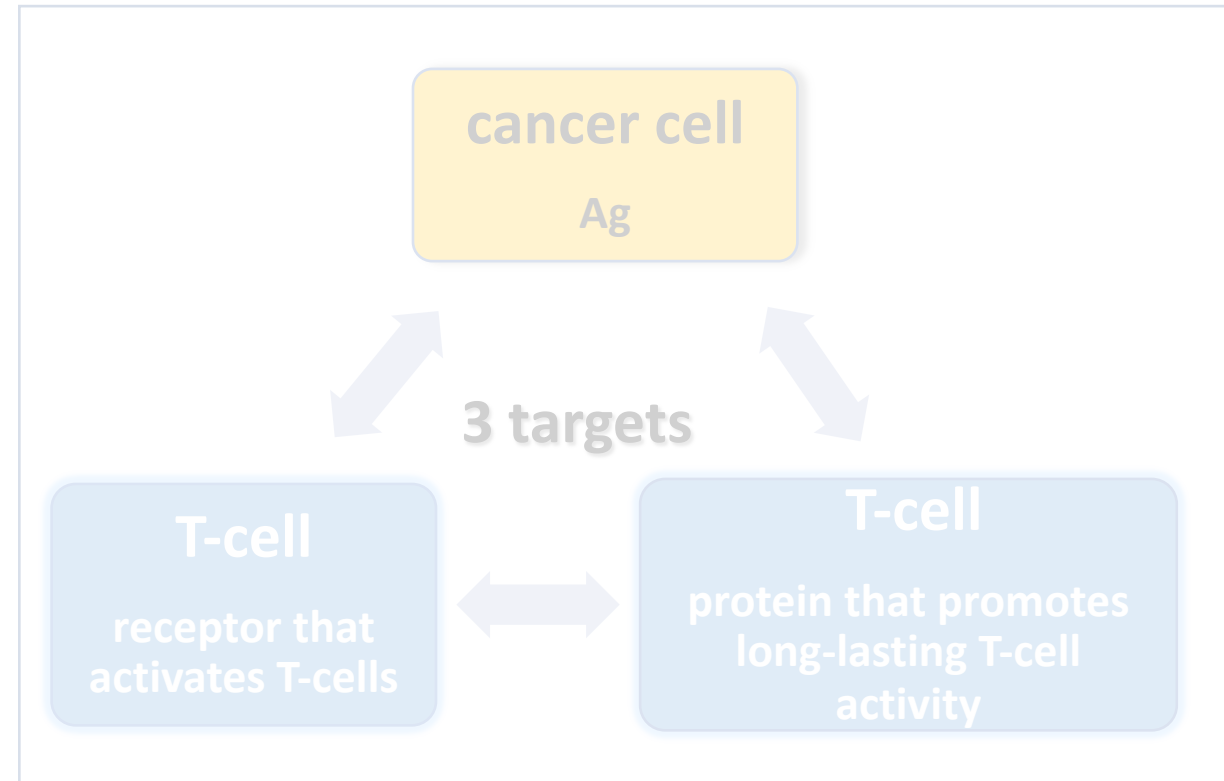 cancer cell
Ag
3 targets
T-cell
receptor that
activates T-cells
T-cell
protein that promotes
long-lasting T-cell
activity